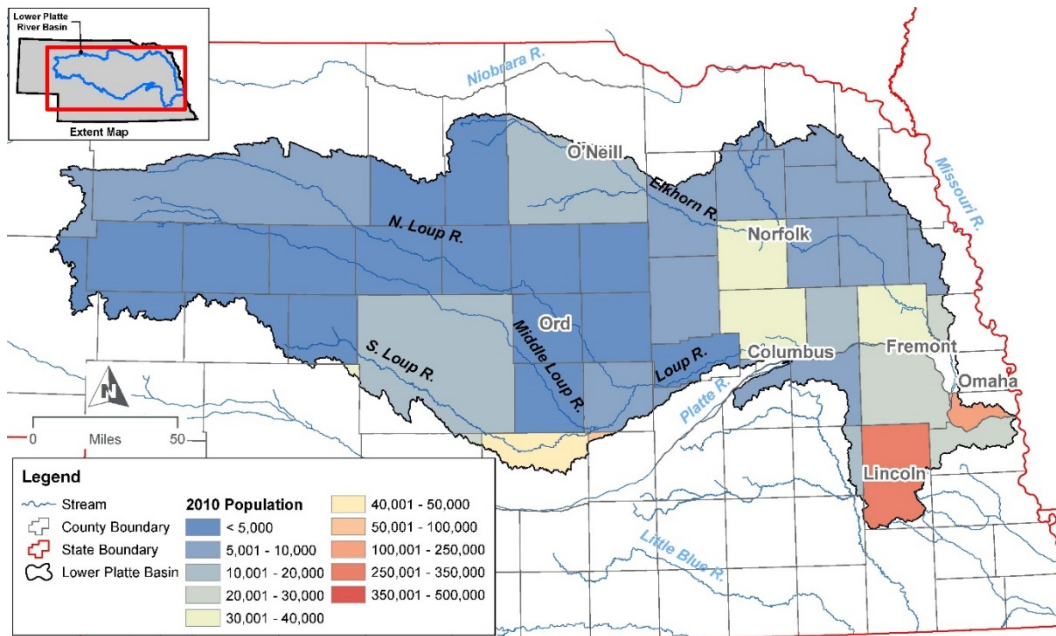 Lower Platte
River Basin
Extent Map
Niobrara R.
O'Neill
Elkhorn R.
Missouri R.
N. Loup R.
Norfolk
Ord
Middle Loup R.
S. Loup R.
Loup R.
Columbus
Fremont
Platte R.
Omaha
Lincoln
Little Blue R.
N
0 Miles 50
Legend
Stream
County Boundary
State Boundary
Lower Platte Basin
2010 Population
< 5,000
5,001 - 10,000
10,001 - 20,000
20,001 - 30,000
30,001 - 40,000
40,001 - 50,000
50,001 - 100,000
100,001 - 250,000
250,001 - 350,000
350,001 - 500,000